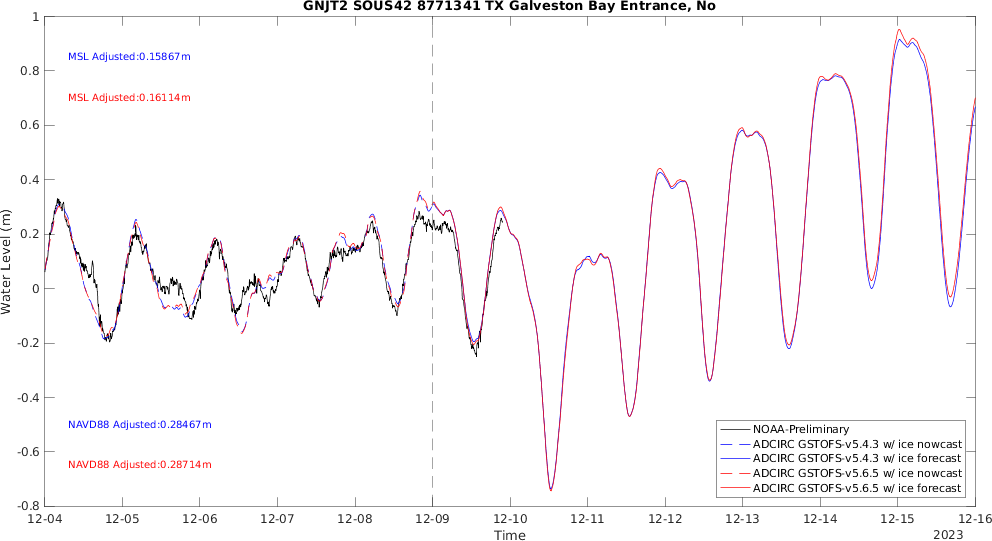 GNJT2 SOUS42 8771341 TX Galveston Bay Entrance, No
MSL Adjusted:0.15867m
MSL Adjusted:0.16114m
NAVD88 Adjusted:0.28467m
NAVD88 Adjusted:0.28714m
Water Level (m)
1
0.8
0.6
0.4
0.2
0
-0.2
-0.4
-0.6
-0.8
NOAA-Preliminary
ADCIRC GSTOFS-v5.4.3 w/ ice nowcast
ADCIRC GSTOFS-v5.4.3 w/ ice forecast
ADCIRC GSTOFS-v5.6.5 w/ ice nowcast
ADCIRC GSTOFS-v5.6.5 w/ ice forecast
12-04 12-05 12-06 12-07 12-08 12-09 12-10 12-11 12-12 12-13 12-14 12-15 12-16
Time
2023